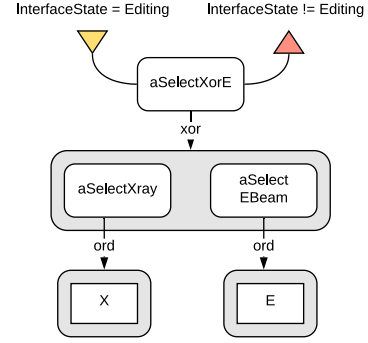 InterfaceState = Editing
InterfaceState != Editing
aSelectXorE
xor
aSelectXray
aSelect
EBeam
ord
ord
X
E